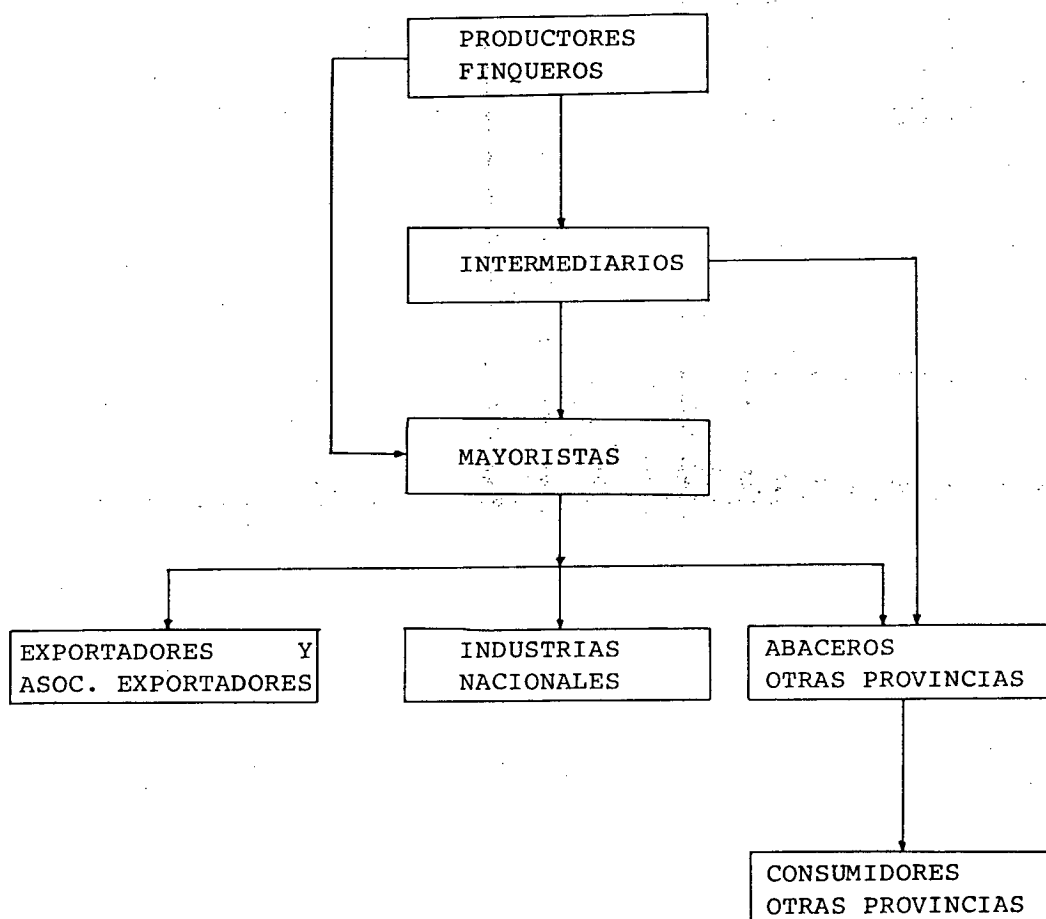 PRODUCTORES
FINQUEROS
INTERMEDIARIOS
MAYORISTAS
EXPORTADORES Y
ASOC. EXPORTADORES
INDUSTRIAS
NACIONALES
ABACEROS
OTRAS PROVINCIAS
CONSUMIDORES
OTRAS PROVINCIAS